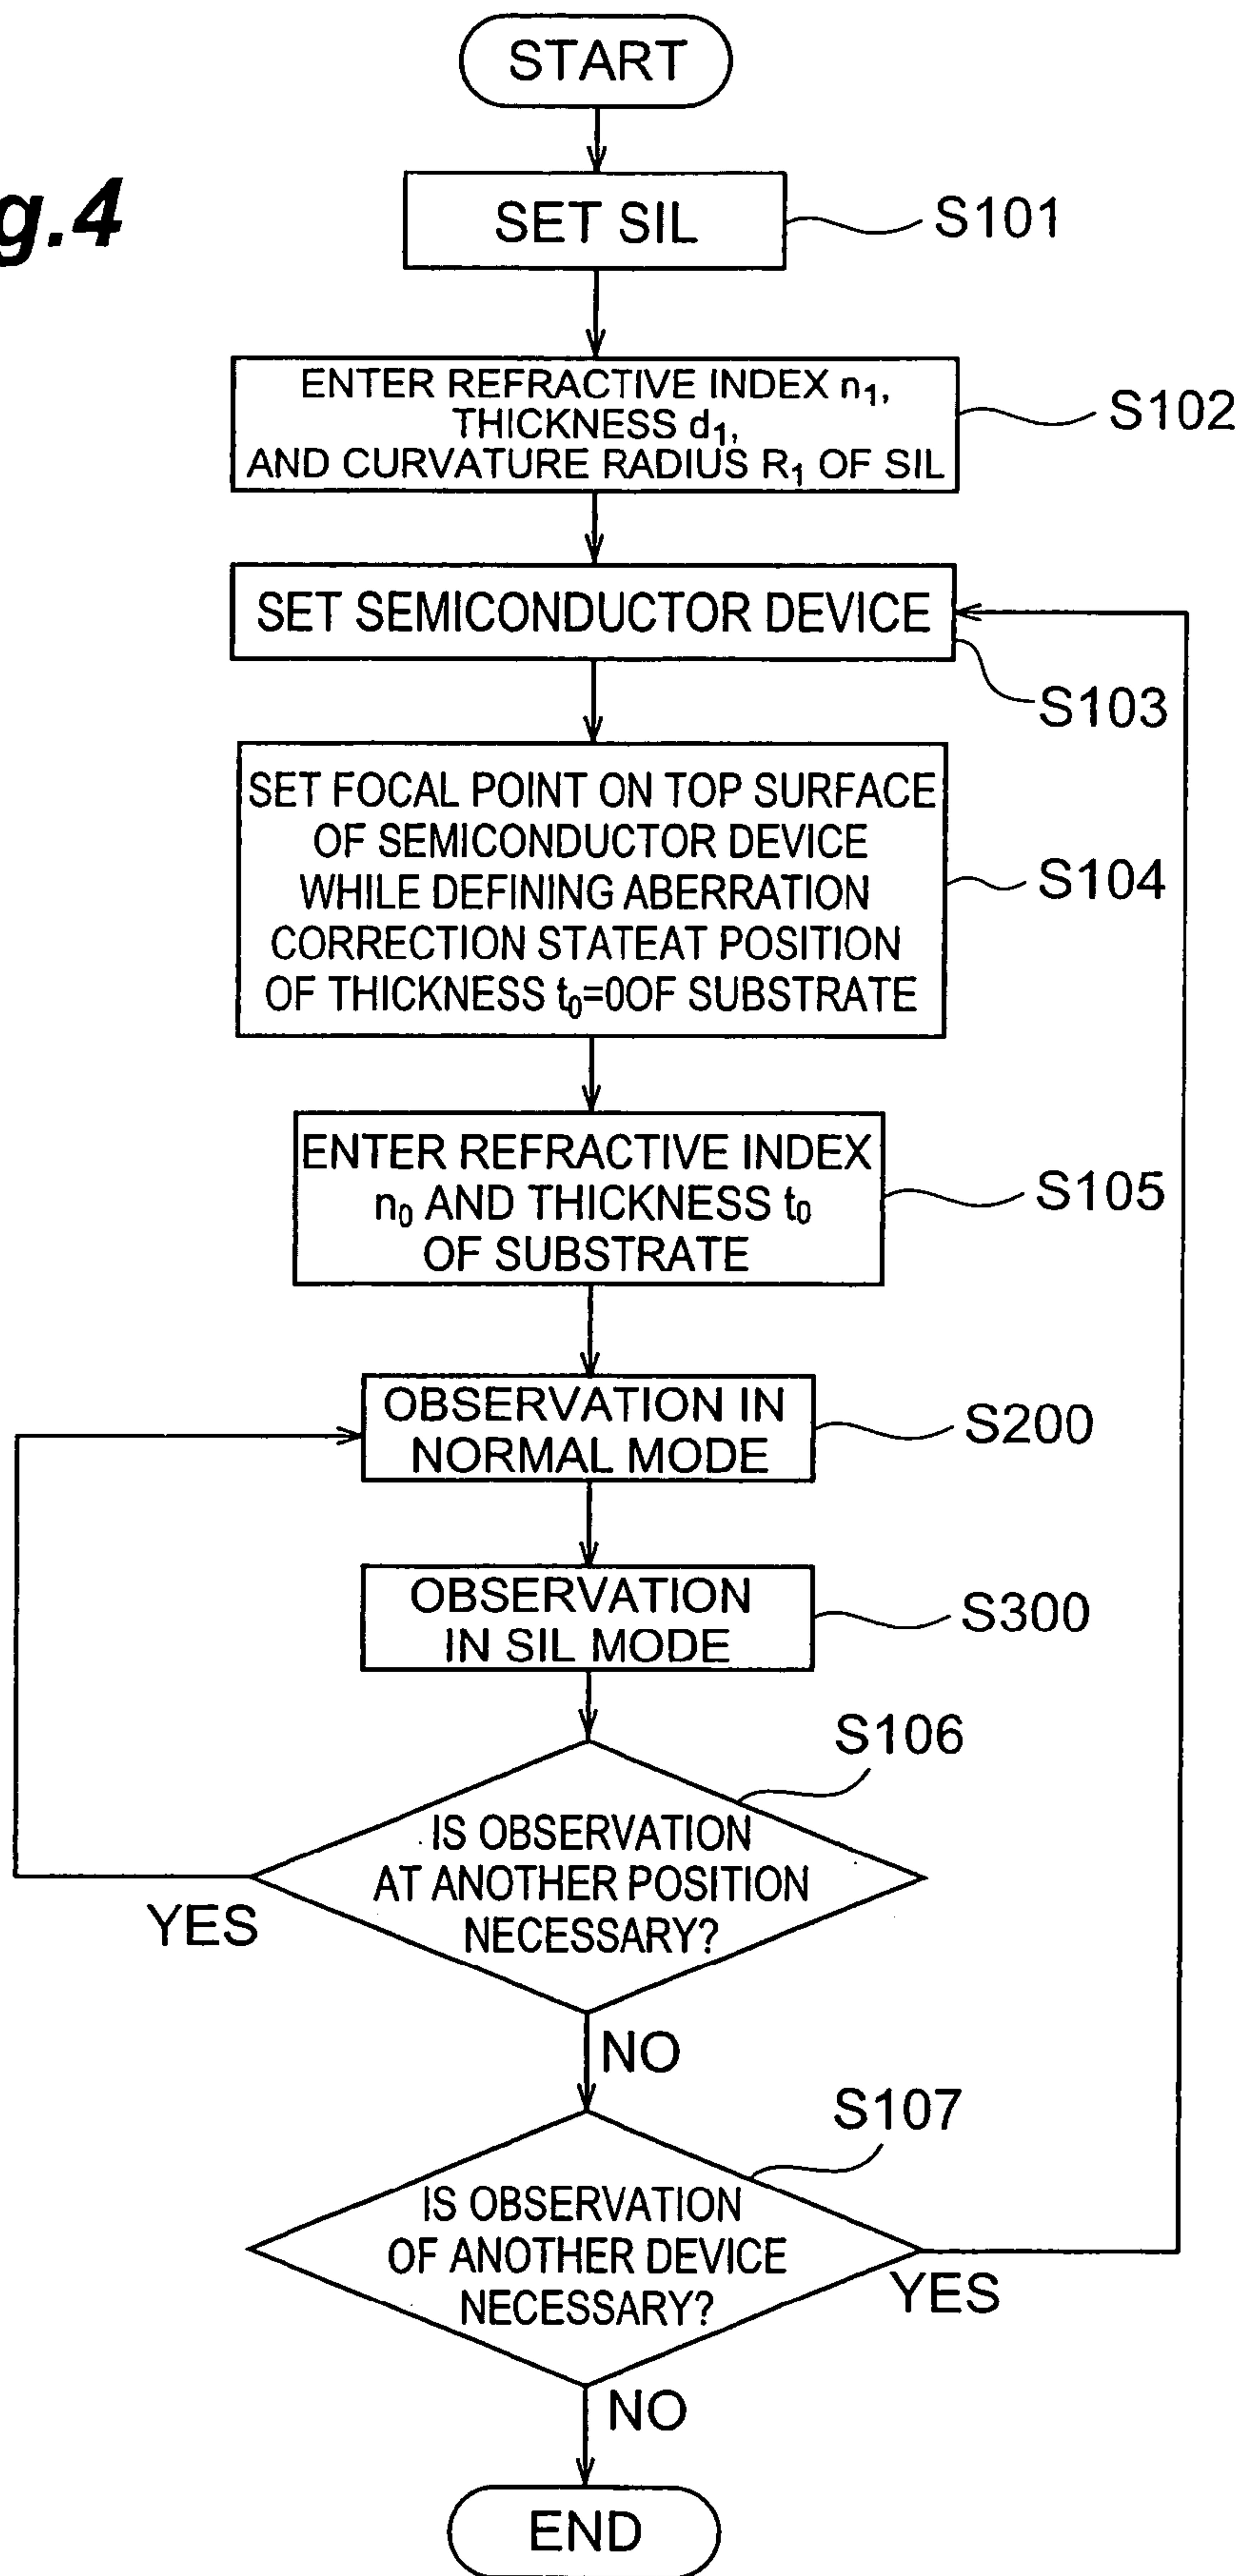 START
g.4
SET SIL
S101
ENTER REFRACTIVE INDEX n₁,
THICKNESS d₁,
AND CURVATURE RADIUS R₁ OF SIL
S102
SET SEMICONDUCTOR DEVICE
S103
SET FOCAL POINT ON TOP SURFACE
OF SEMICONDUCTOR DEVICE
WHILE DEFINING ABERRATION
CORRECTION STATEAT POSITION
OF THICKNESS t₀=0OF SUBSTRATE
S104
ENTER REFRACTIVE INDEX
n₀ AND THICKNESS t₀
OF SUBSTRATE
S105
OBSERVATION IN
NORMAL MODE
S200
OBSERVATION
IN SIL MODE
S300
S106
IS OBSERVATION
AT ANOTHER POSITION
NECESSARY?
YES
NO
S107
IS OBSERVATION
OF ANOTHER DEVICE
NECESSARY?
YES
NO
END